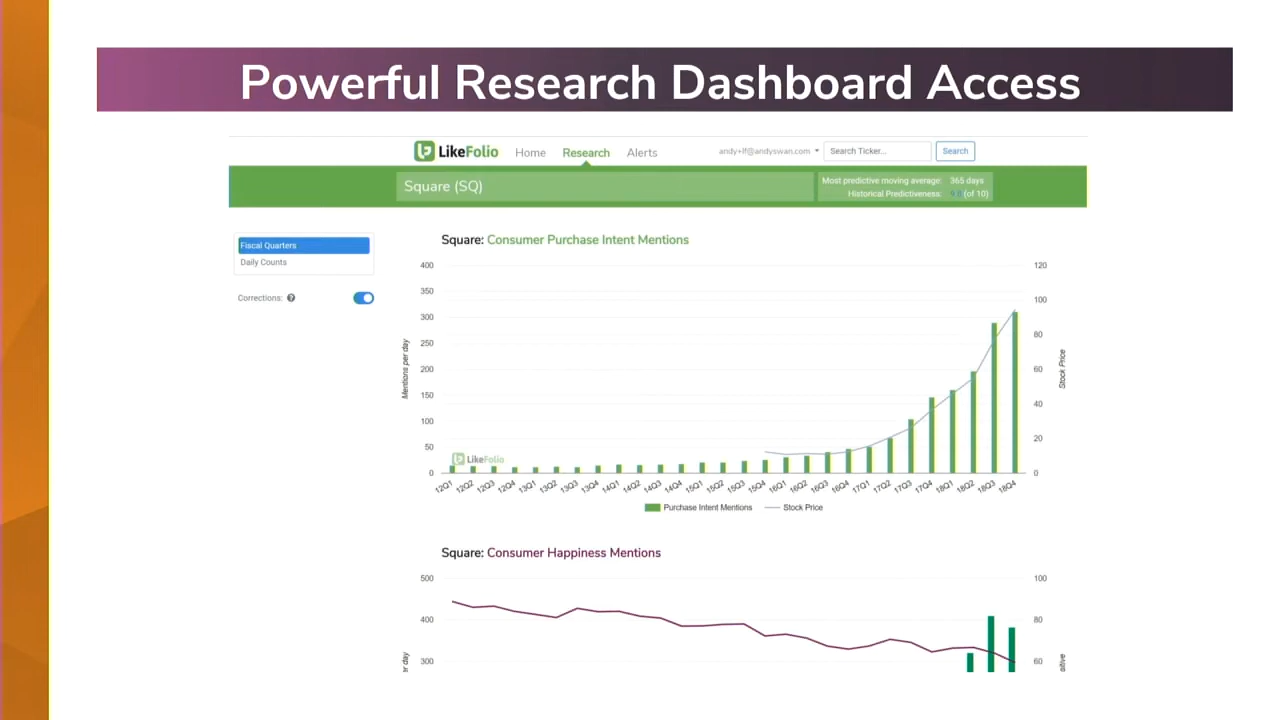 Powerful Research Dashboard Access
LikeFolio Home Research Alerts andy+lf@andyswan.com Search Ticker... Search
Square (SQ)
Most predictive moving average: 365 days
Historical Predictiveness: 9.8 (of 10)
Fiscal Quarters
Daily Counts
Corrections: ?
Square: Consumer Purchase Intent Mentions
400 120
350
300 100
250 80
200 60
150 40
100
50 20
0 0
Mentions per day
Stock Price
LikeFolio
12Q1 12Q2 12Q3 12Q4 13Q1 13Q2 13Q3 13Q4 14Q1 14Q2 14Q3 14Q4 15Q1 15Q2 15Q3 15Q4 16Q1 16Q2 16Q3 16Q4 17Q1 17Q2 17Q3 17Q4 18Q1 18Q2 18Q3 18Q4
Purchase Intent Mentions Stock Price
Square: Consumer Happiness Mentions
500 100
400 80
300 60
er day
sitive